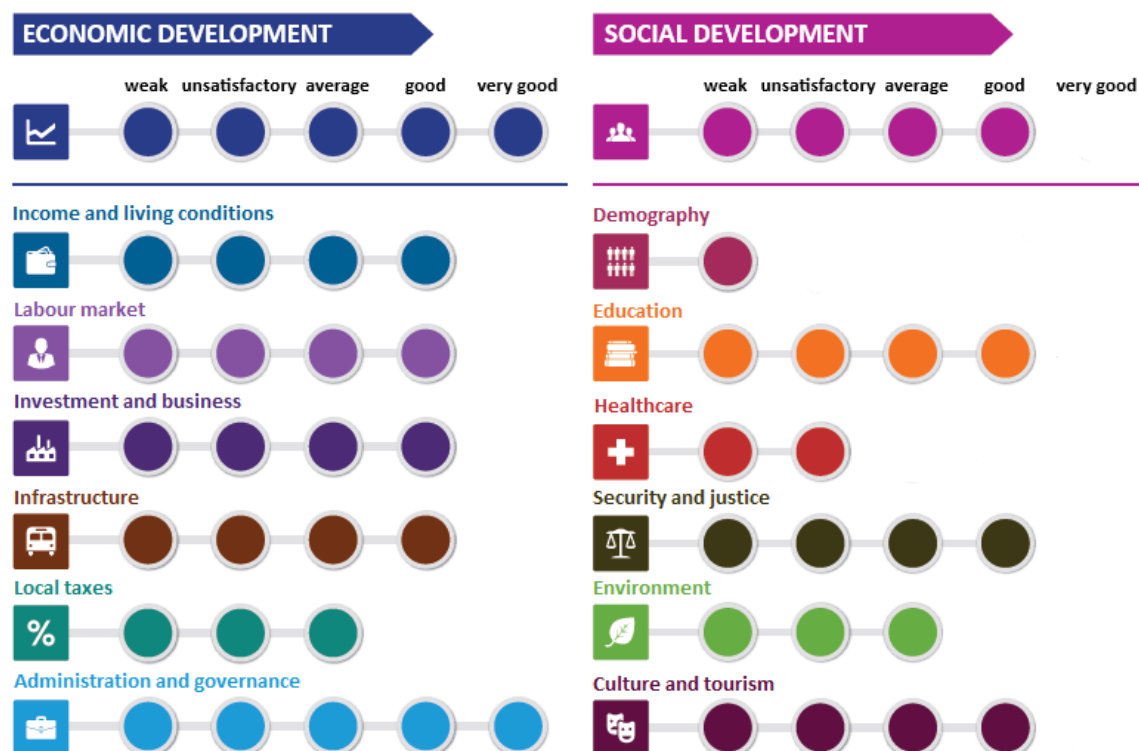 ECONOMIC DEVELOPMENT
weak unsatisfactory average good very good
Income and living conditions
Labour market
Investment and business
Infrastructure
Local taxes
%
Administration and governance
SOCIAL DEVELOPMENT
weak unsatisfactory average good very good
Demography
Education
Healthcare
Security and justice
Environment
Culture and tourism